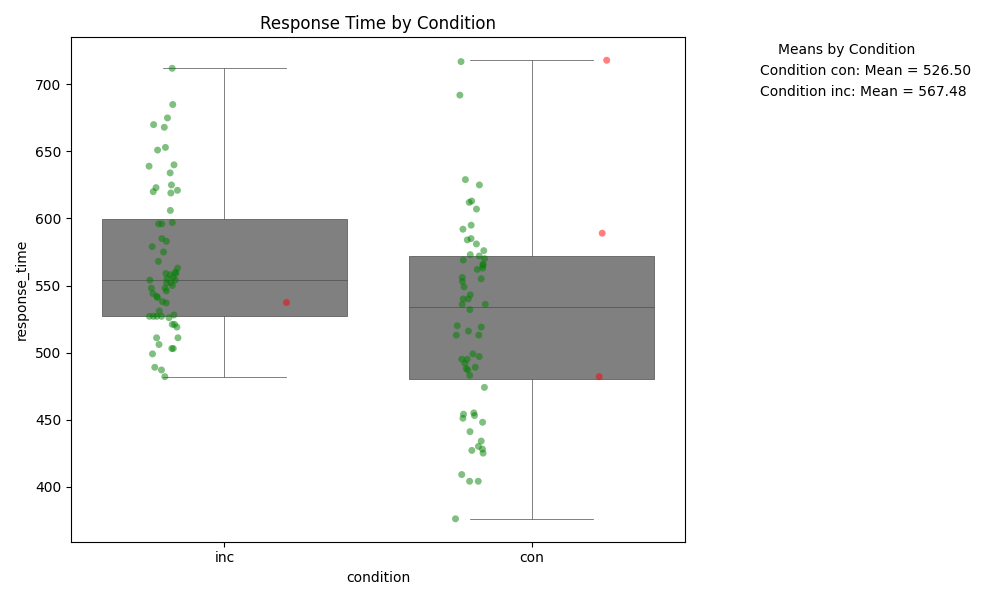 Response Time by Condition
Means by Condition
Condition con: Mean = 526.50
Condition inc: Mean = 567.48
response_time
700
650
600
550
500
450
400
inc
con
condition